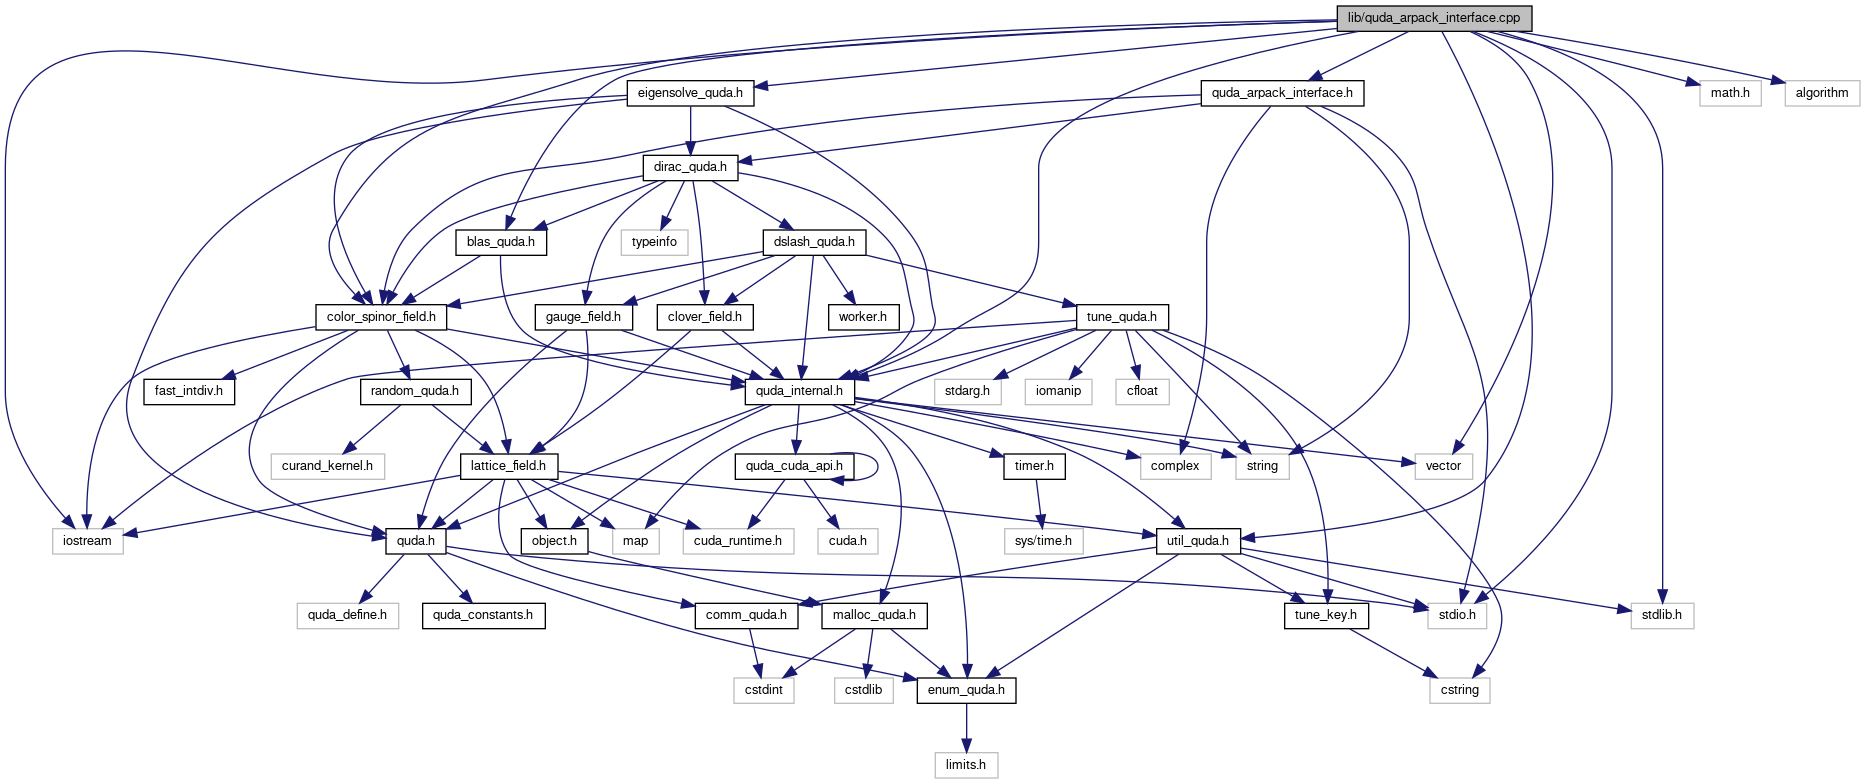 lib/quda_arpack_interface.cpp
eigensolve_quda.h
quda_arpack_interface.h
math.h
algorithm
dirac_quda.h
blas_quda.h
typeinfo
dslash_quda.h
color_spinor_field.h
gauge_field.h
clover_field.h
worker.h
tune_quda.h
fast_intdiv.h
random_quda.h
quda_internal.h
stdarg.h
iomanip
cfloat
curand_kernel.h
lattice_field.h
quda_cuda_api.h
timer.h
complex
string
vector
iostream
quda.h
object.h
map
cuda_runtime.h
cuda.h
sys/time.h
util_quda.h
quda_define.h
quda_constants.h
comm_quda.h
malloc_quda.h
tune_key.h
stdio.h
stdlib.h
cstdint
cstdlib
enum_quda.h
cstring
limits.h